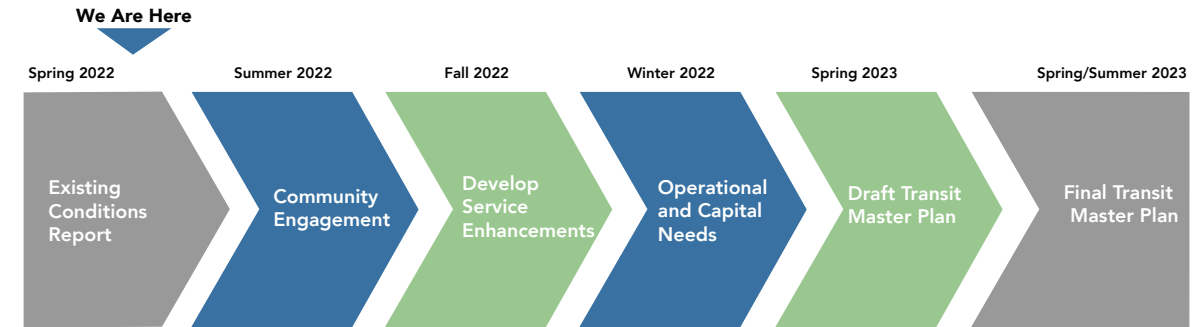 We Are Here
Spring 2022
Summer 2022
Fall 2022
Winter 2022
Spring 2023
Spring/Summer 2023
Existing
Conditions
Report
Community
Engagement
Develop
Service
Enhancements
Operational
and Capital
Needs
Draft Transit
Master Plan
Final Transit
Master Plan